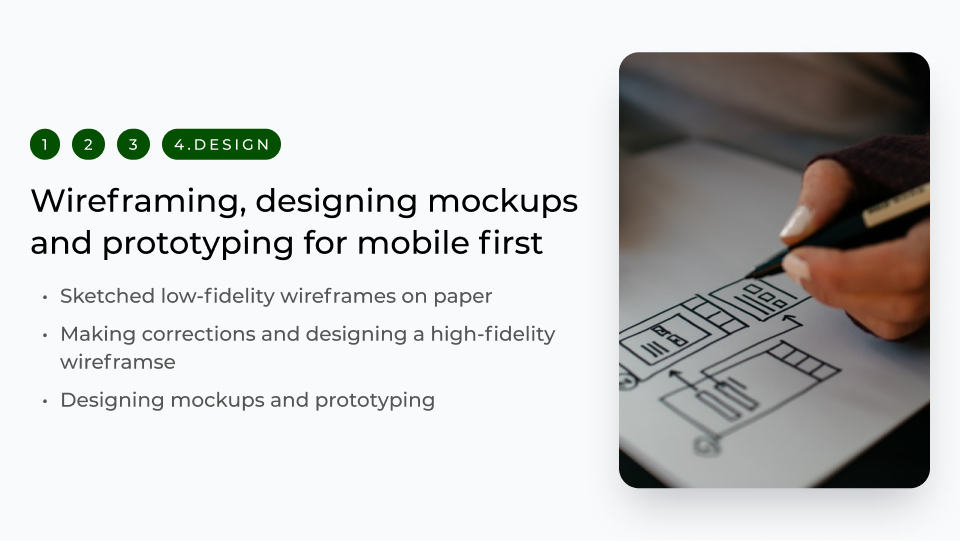 1 2 3 4.DESIGN
Wireframing, designing mockups
and prototyping for mobile first
• Sketched low-fidelity wireframes on paper
• Making corrections and designing a high-fidelity
wireframse
• Designing mockups and prototyping